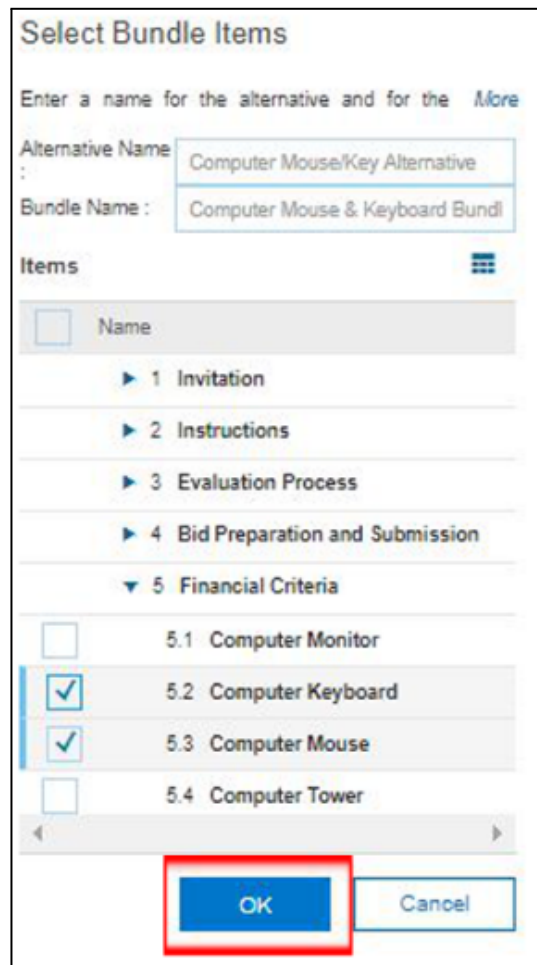 Select Bundle Items
Enter a name for the alternative and for the More
Alternative Name
:
Computer Mouse/Key Alternative
Bundle Name :
Computer Mouse & Keyboard Bundl
Items
Name
1 Invitation
2 Instructions
3 Evaluation Process
4 Bid Preparation and Submission
5 Financial Criteria
5.1 Computer Monitor
5.2 Computer Keyboard
5.3 Computer Mouse
5.4 Computer Tower
OK Cancel